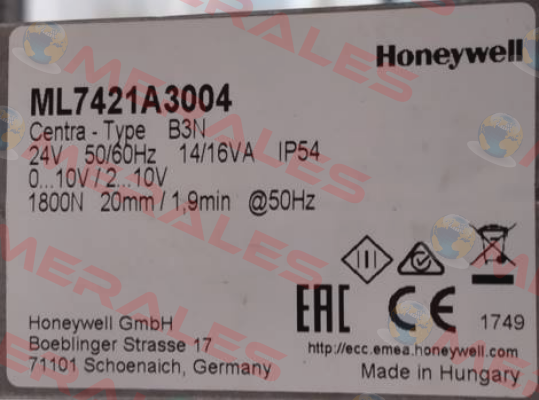 Honeywell
ML7421A3004
Centra - Type B3N
24V 50/60Hz 14/16VA IP54
0...10V / 2...10V
1800N 20mm / 1,9min @50Hz
EAC CE 1749
Honeywell GmbH
Boeblinger Strasse 17
71101 Schoenaich, Germany
http://ecc.emea.honeywell.com
Made in Hungary
MERALES